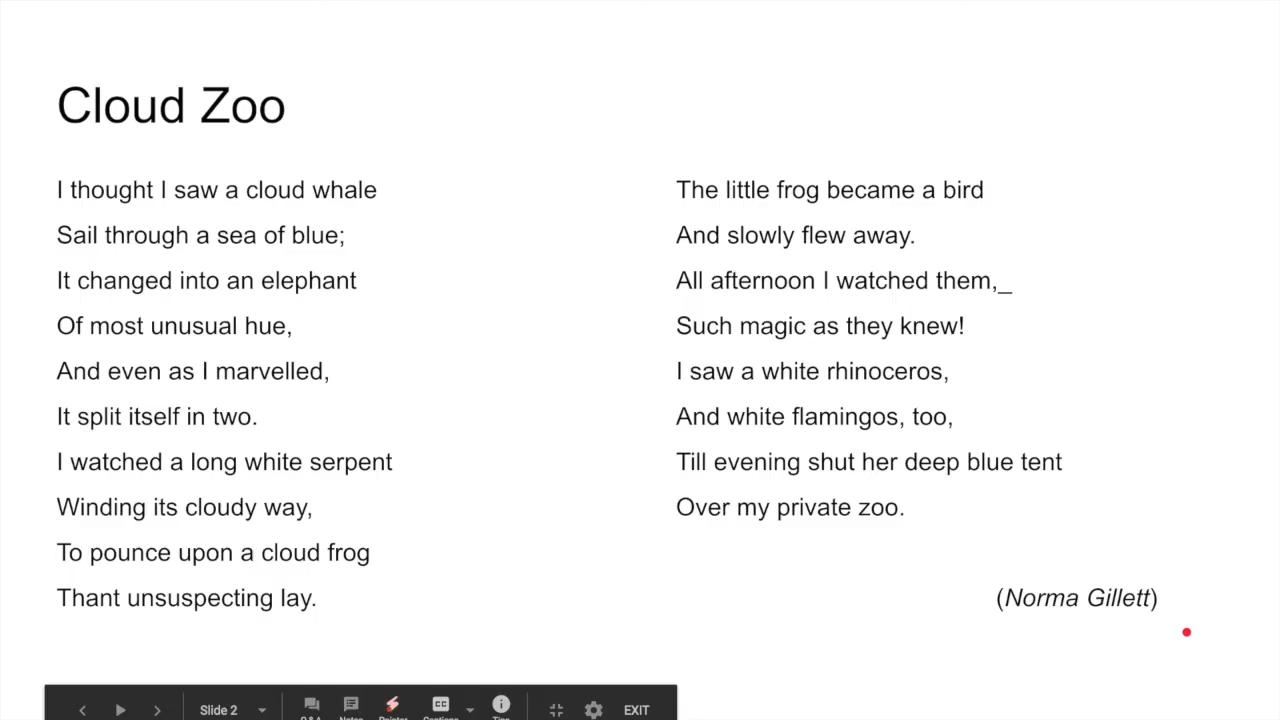 Cloud Zoo
I thought I saw a cloud whale
Sail through a sea of blue;
It changed into an elephant
Of most unusual hue,
And even as I marvelled,
It split itself in two.
I watched a long white serpent
Winding its cloudy way,
To pounce upon a cloud frog
Thant unsuspecting lay.
The little frog became a bird
And slowly flew away.
All afternoon I watched them,_
Such magic as they knew!
I saw a white rhinoceros,
And white flamingos, too,
Till evening shut her deep blue tent
Over my private zoo.
(Norma Gillett)
Slide 2
CC
EXIT